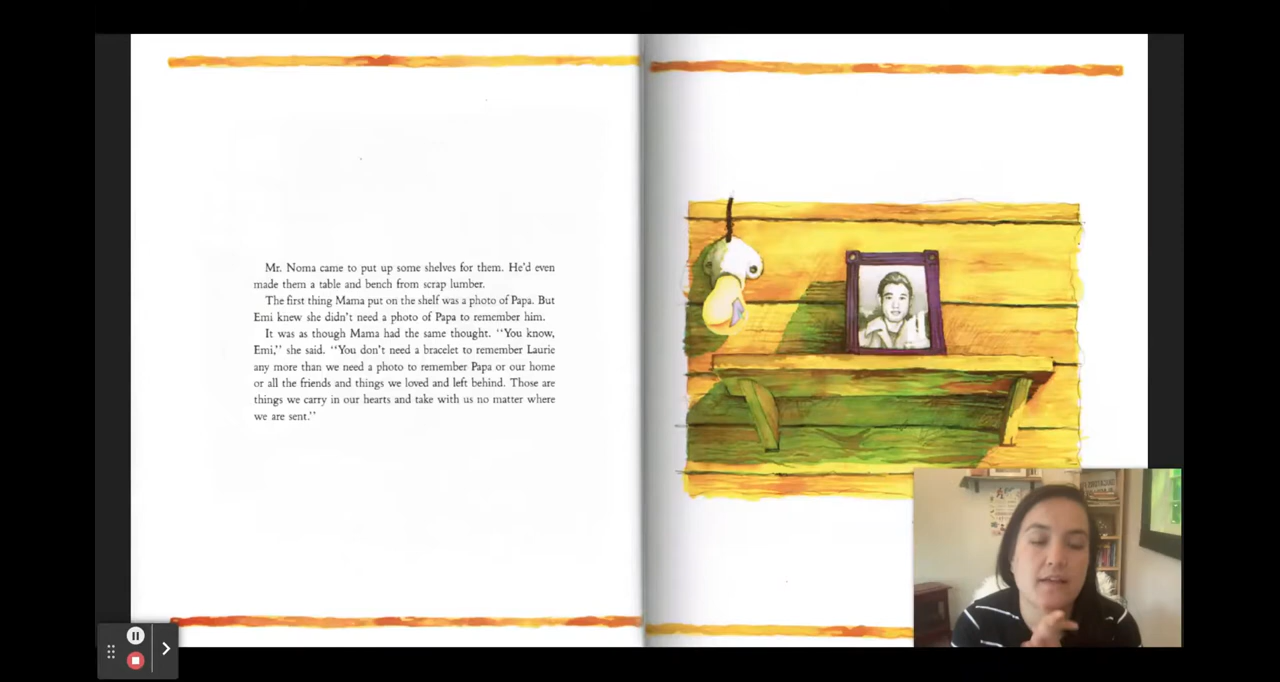 Mr. Noma came to put up some shelves for them. He'd even
made them a table and bench from scrap lumber.
The first thing Mama put on the shelf was a photo of Papa. But
Emi knew she didn't need a photo of Papa to remember him.
It was as though Mama had the same thought. "You know,
Emi," she said. "You don't need a bracelet to remember Laurie
any more than we need a photo to remember Papa or our home
or all the friends and things we loved and left behind. Those are
things we carry in our hearts and take with us no matter where
we are sent."